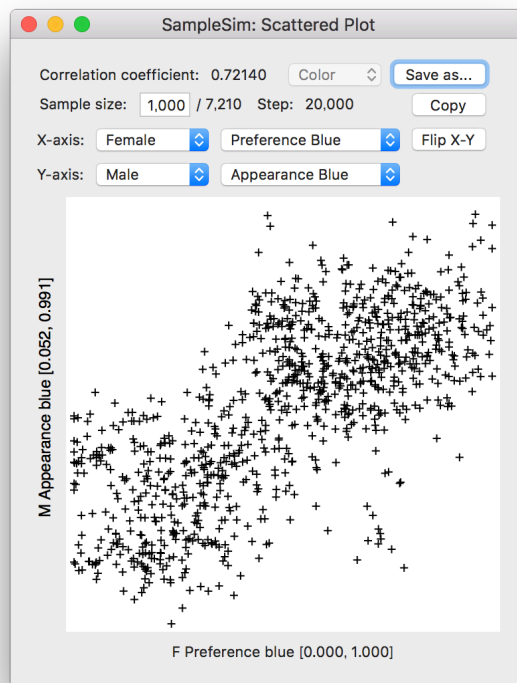 SampleSim: Scattered Plot
Correlation coefficient: 0.72140 Color Save as...
Sample size: 1,000 / 7,210 Step: 20,000 Copy
X-axis: Female Preference Blue Flip X-Y
Y-axis: Male Appearance Blue
M Appearance blue [0.052, 0.991]
F Preference blue [0.000, 1.000]